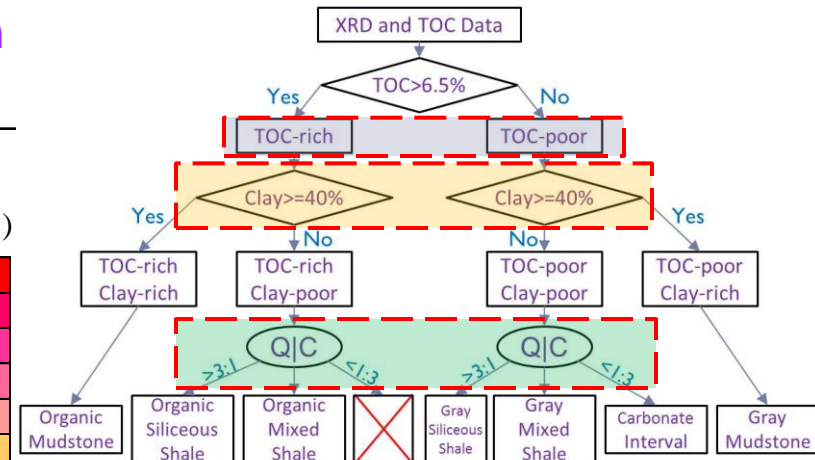 XRD and TOC Data
TOC>6.5%
Yes
No
TOC-rich
TOC-poor
Clay>=40%
Clay>=40%
Yes
No
No
Yes
TOC-rich
Clay-rich
TOC-rich
Clay-poor
TOC-poor
Clay-poor
TOC-poor
Clay-rich
Q|C
Q|C
>3:1
<1:3
>3:1
<1:3
Organic
Mudstone
Organic
Siliceous
Shale
Organic
Mixed
Shale
Gray
Siliceous
Shale
Gray
Mixed
Shale
Carbonate
Interval
Gray
Mudstone
)